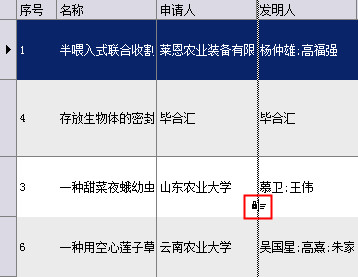 序号 名称 申请人 发明人
1 半喂入式联合收割 莱恩农业装备有限 杨仲雄;高福强
4 存放生物体的密封 毕合汇 毕合汇
3 一种甜菜夜蛾幼虫 山东农业大学 慕卫;王伟
6 一种用空心莲子草 云南农业大学 吴国星;高熹;朱家